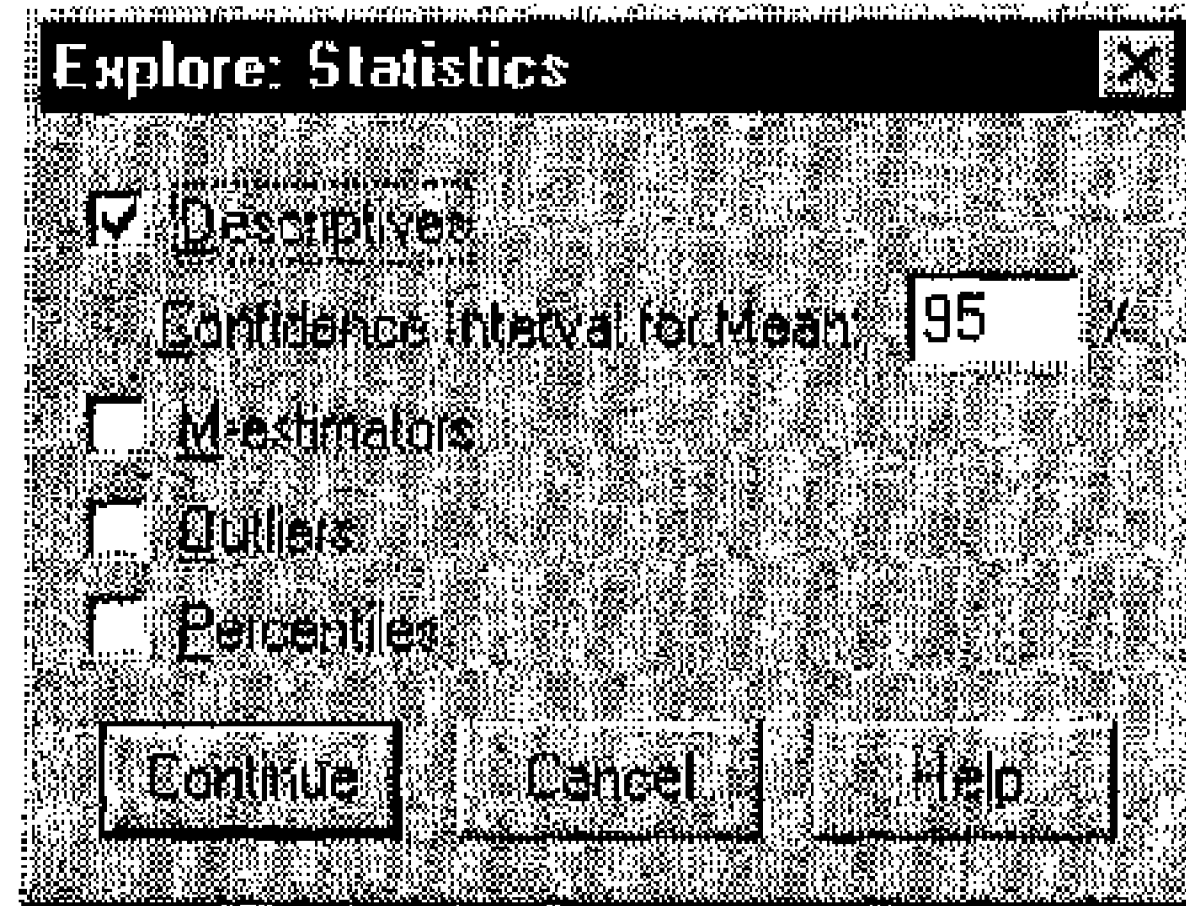 Explore: Statistics
Descriptives
Confidence Interval for Mean: 95 %
M-estimators
Outliers
Percentiles
Continue Cancel Help